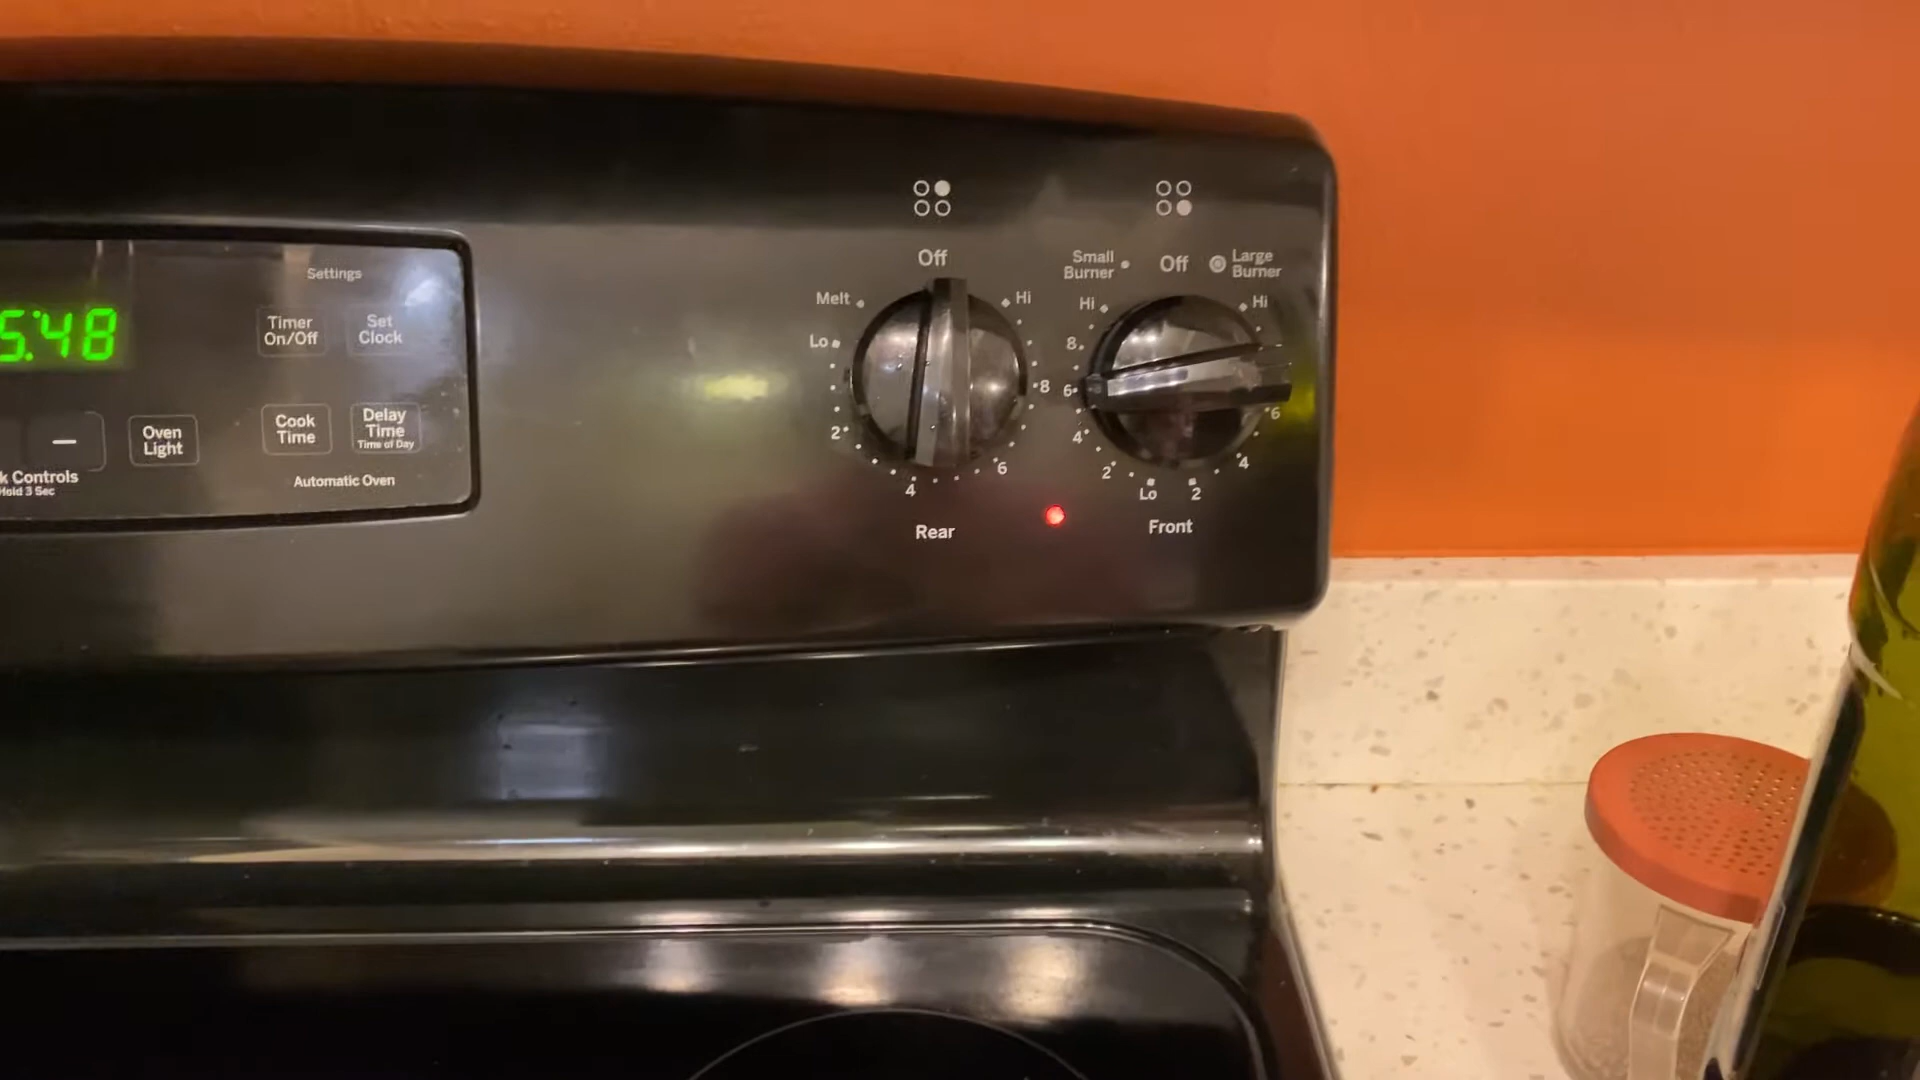 5:48
Settings
Timer
On/Off
Set
Clock
—
Oven
Light
Cook
Time
Delay
Time
Time of Day
k Controls
Hold 3 Sec
Automatic Oven
Off
Melt
Hi
Lo
8
2
6
4
Rear
Small
Burner
Off
Large
Burner
Hi
Hi
8
6
6
4
4
2
Lo
2
Front